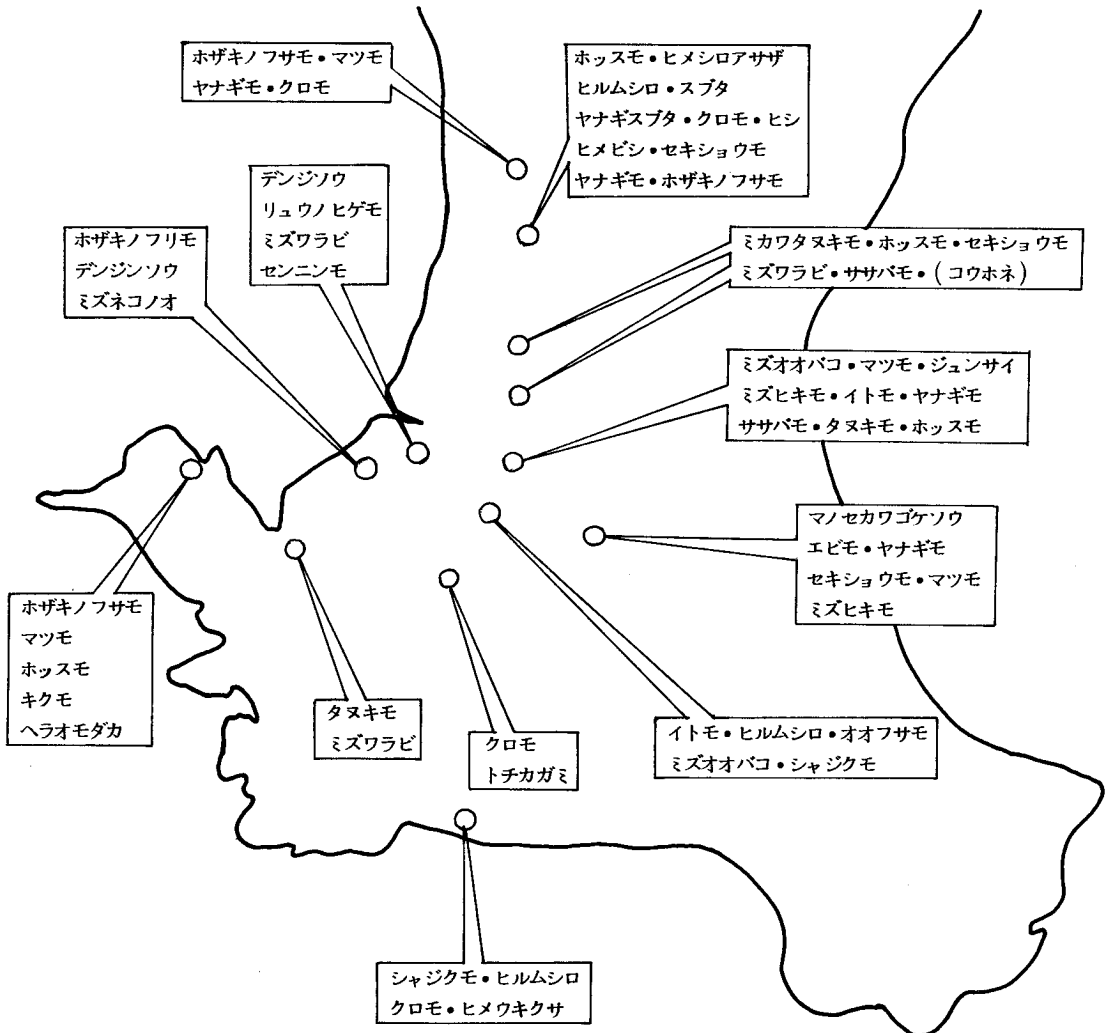 ホザキノフサモ・マツモ
ヤナギモ・クロモ
ホッスモ・ヒメシロアサザ
ヒルムシロ・スブタ
ヤナギスブタ・クロモ・ヒシ
ヒメビシ・セキショウモ
ヤナギモ・ホザキノフサモ
デンジソウ
リュウノヒゲモ
ミズワラビ
センニンモ
ホザキノフリモ
デンジンソウ
ミズネコノオ
ミカワタヌキモ・ホッスモ・セキショウモ
ミズワラビ・ササバモ・(コウホネ)
ミズオオバコ・マツモ・ジュンサイ
ミズヒキモ・イトモ・ヤナギモ
ササバモ・タヌキモ・ホッスモ
マノセカワゴケソウ
エビモ・ヤナギモ
セキショウモ・マツモ
ミズヒキモ
ホザキノフサモ
マツモ
ホッスモ
キクモ
ヘラオモダカ
タヌキモ
ミズワラビ
クロモ
トチカガミ
イトモ・ヒルムシロ・オオフサモ
ミズオオバコ・シャジクモ
シャジクモ・ヒルムシロ
クロモ・ヒメウキクサ